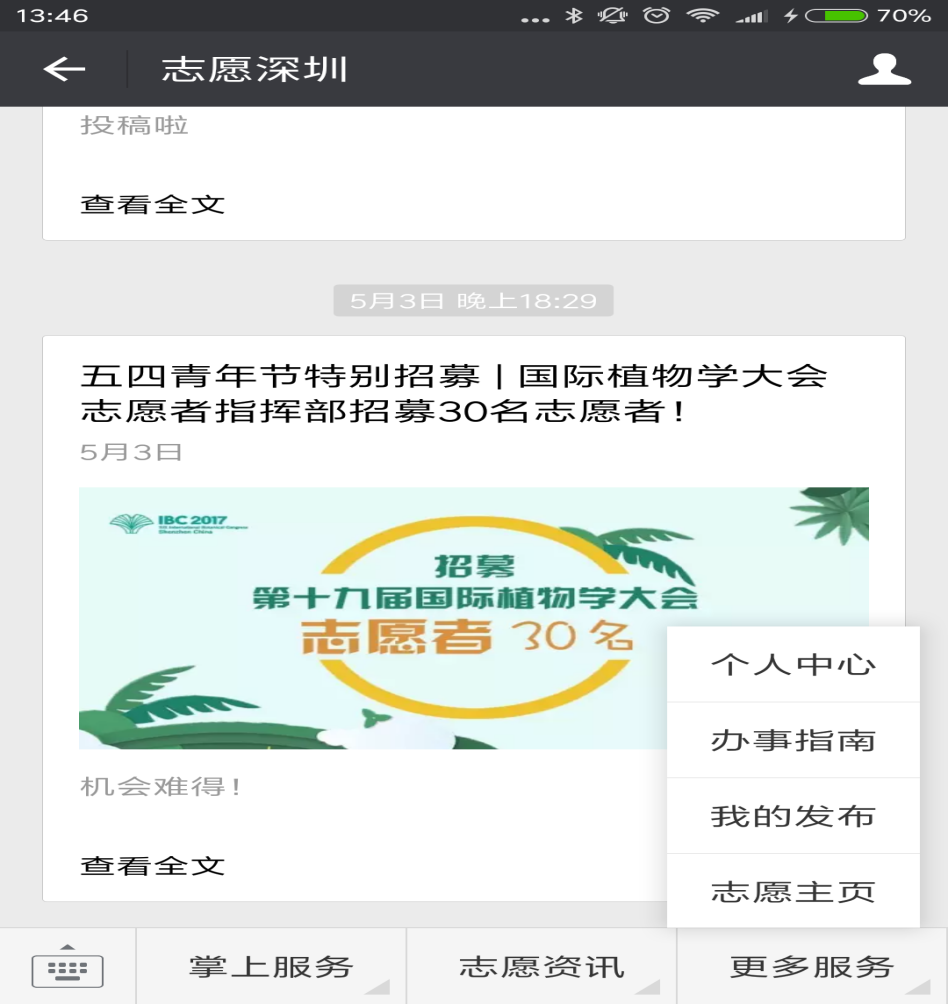 13:46
70%
志愿深圳
投稿啦
查看全文
5月3日 晚上18:29
五四青年节特别招募 | 国际植物学大会
志愿者指挥部招募30名志愿者!
5月3日
IBC 2017
XIX International Botanical Congress
Shenzhen China
招募
第十九届国际植物学大会
志愿者 30名
机会难得!
查看全文
个人中心
办事指南
我的发布
志愿主页
掌上服务
志愿资讯
更多服务